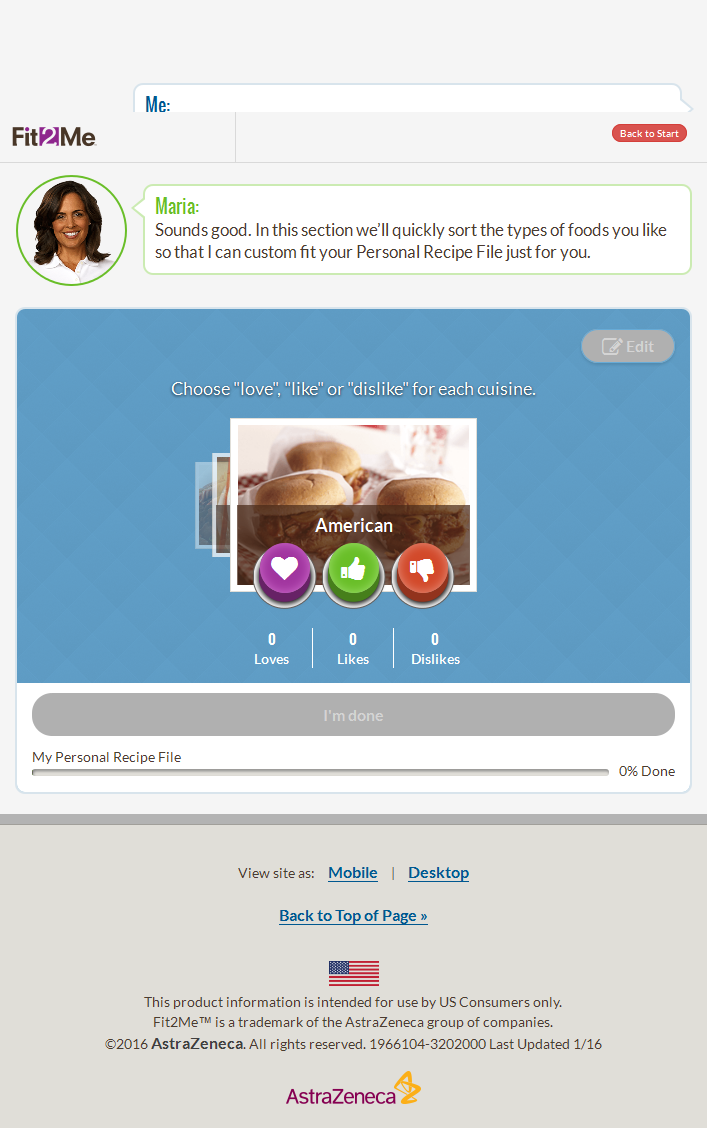 Me:
Fit2Me
Back to Start
Maria:
Sounds good. In this section we'll quickly sort the types of foods you like
so that I can custom fit your Personal Recipe File just for you.
Edit
Choose "love", "like" or "dislike" for each cuisine.
American
0 0 0
Loves Likes Dislikes
I'm done
My Personal Recipe File
0% Done
View site as: Mobile | Desktop
Back to Top of Page »
This product information is intended for use by US Consumers only.
Fit2Me™ is a trademark of the AstraZeneca group of companies.
©2016 AstraZeneca. All rights reserved. 1966104-3202000 Last Updated 1/16
AstraZeneca